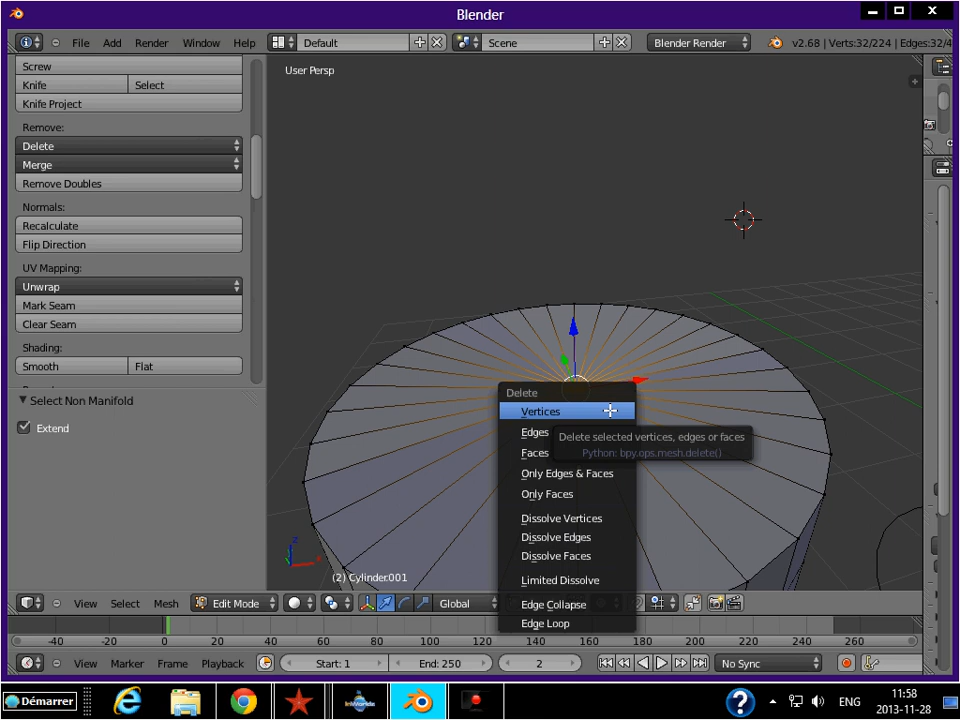 Blender
File Add Render Window Help Default Scene Blender Render v2.68 | Verts:32/224 | Edges:32/4
Screw
Knife Select
Knife Project
Remove:
Delete
Merge
Remove Doubles
Normals:
Recalculate
Flip Direction
UV Mapping:
Unwrap
Mark Seam
Clear Seam
Shading:
Smooth Flat
Select Non Manifold
Extend
User Persp
Delete
Vertices
Edges
Faces
Only Edges & Faces
Only Faces
Dissolve Vertices
Dissolve Edges
Dissolve Faces
Limited Dissolve
Edge Collapse
Edge Loop
Delete selected vertices, edges or faces
Python: bpy.ops.mesh.delete()
z
x
(2) Cylinder.001
View Select Mesh Edit Mode Global
-40 -20 0 20 40 60 80 100 120 140 160 180 200 220 240 260
View Marker Frame Playback Start: 1 End: 250 2 No Sync
Démarrer
InWorldz
ENG
11:58
2013-11-28